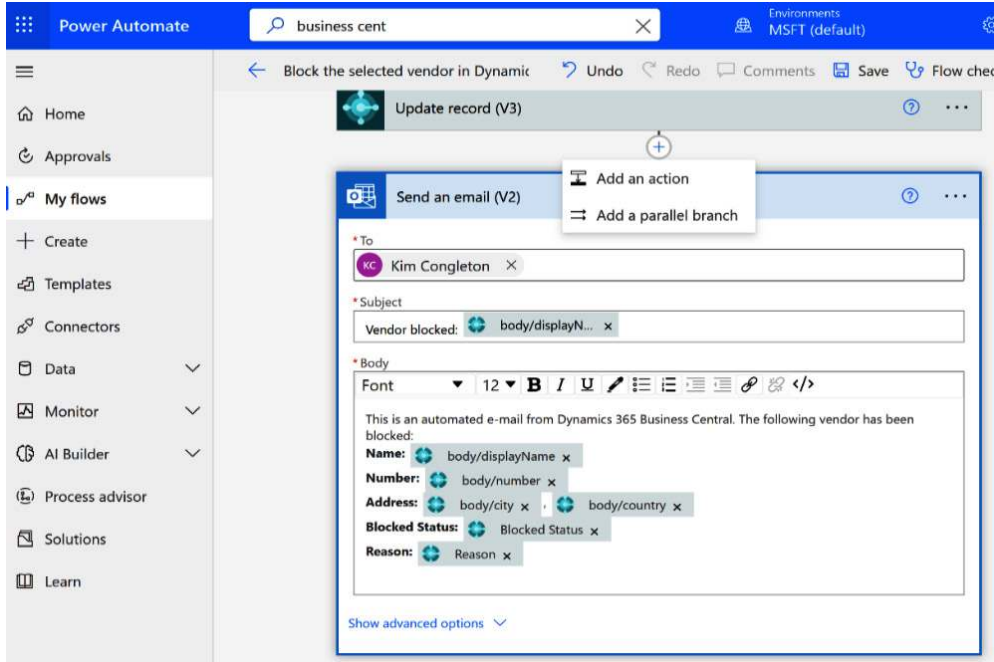 Power Automate
business cent
Environments
MSFT (default)
Block the selected vendor in Dynamic
Undo
Redo
Comments
Save
Flow chec
Home
Approvals
My flows
Create
Templates
Connectors
Data
Monitor
AI Builder
Process advisor
Solutions
Learn
Update record (V3)
Add an action
Add a parallel branch
Send an email (V2)
* To
KC Kim Congleton ×
* Subject
Vendor blocked: body/displayN... ×
* Body
Font 12 B I U </>
This is an automated e-mail from Dynamics 365 Business Central. The following vendor has been
blocked:
Name: body/displayName ×
Number: body/number ×
Address: body/city × , body/country ×
Blocked Status: Blocked Status ×
Reason: Reason ×
Show advanced options